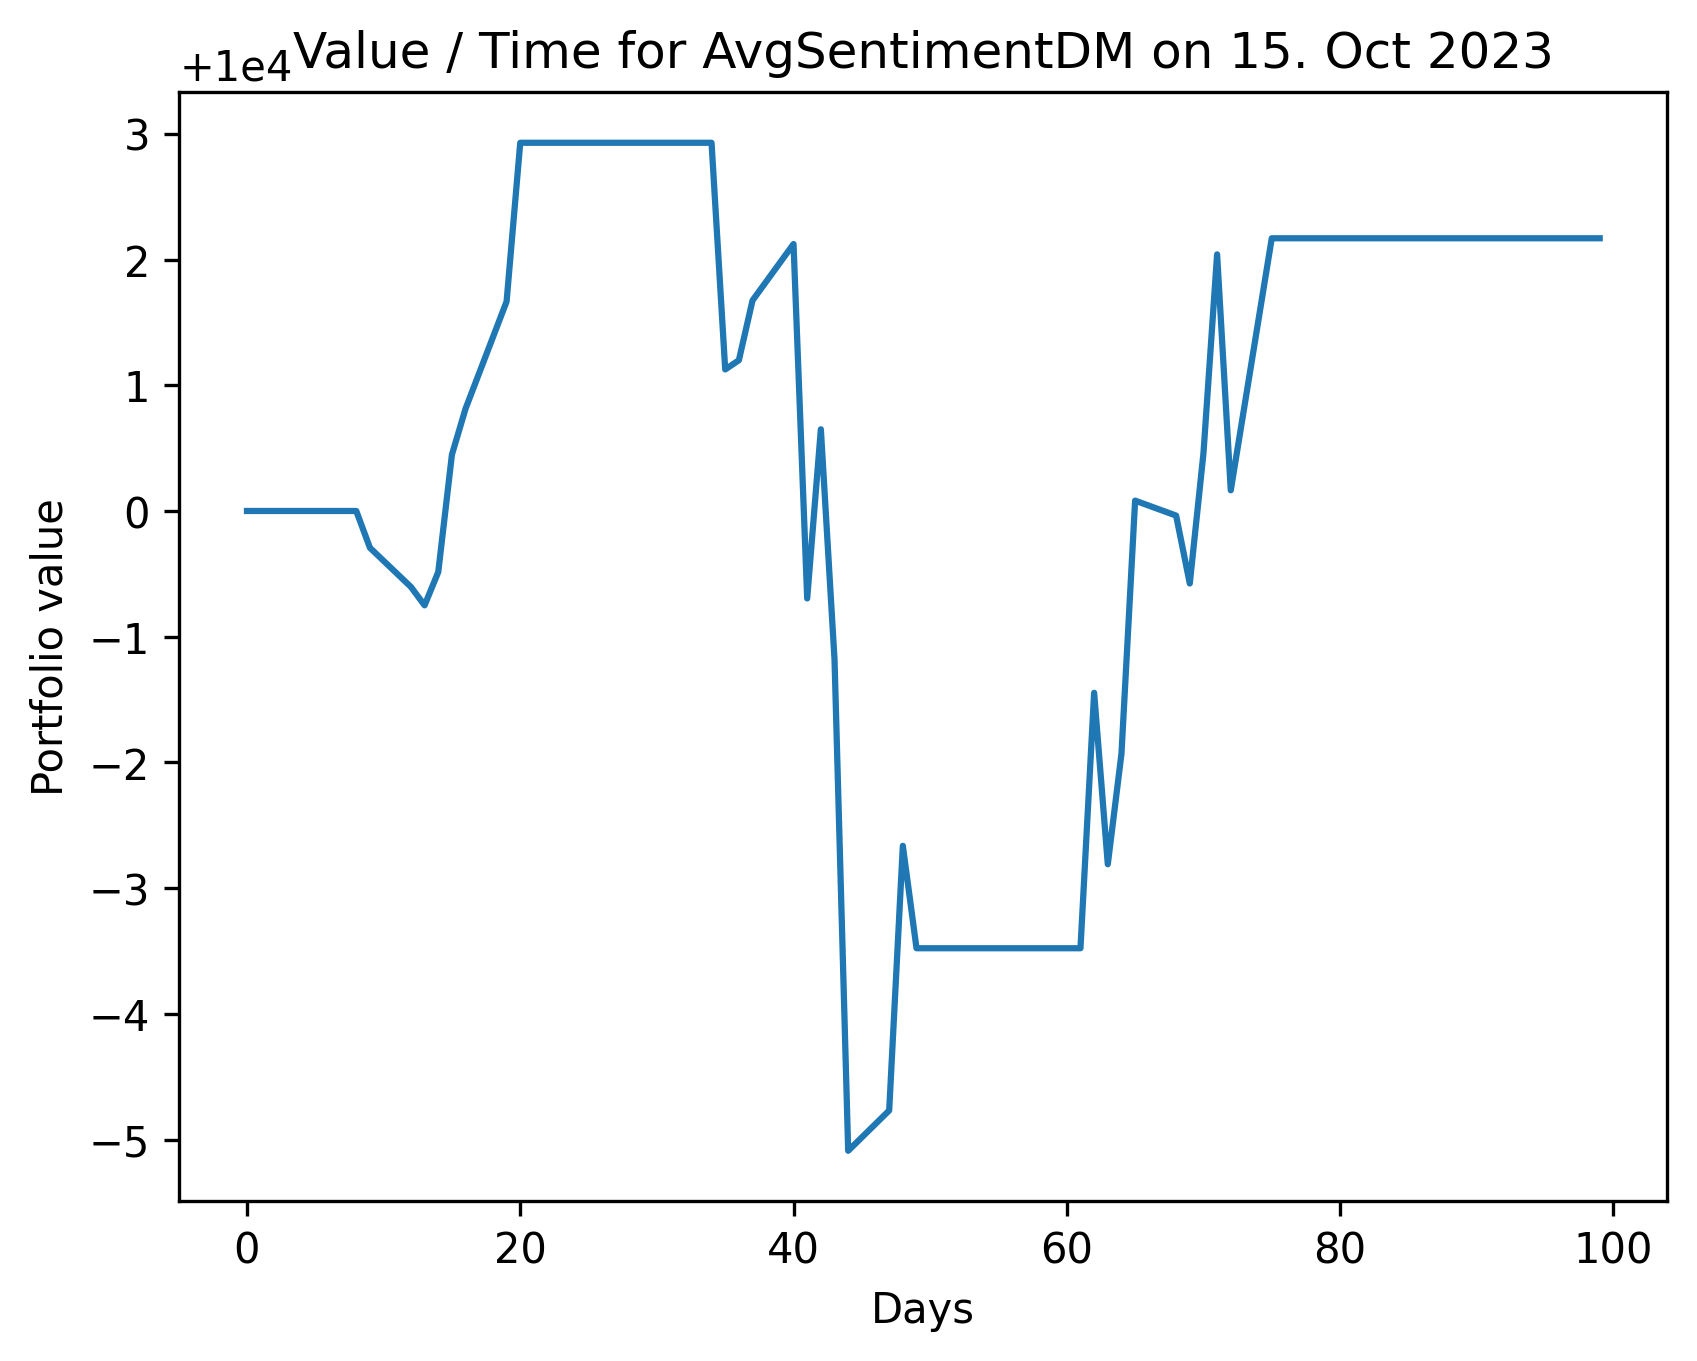 Value / Time for AvgSentimentDM on 15. Oct 2023
+1e4
3
2
1
0
−1
−2
−3
−4
−5
Portfolio value
0 20 40 60 80 100
Days